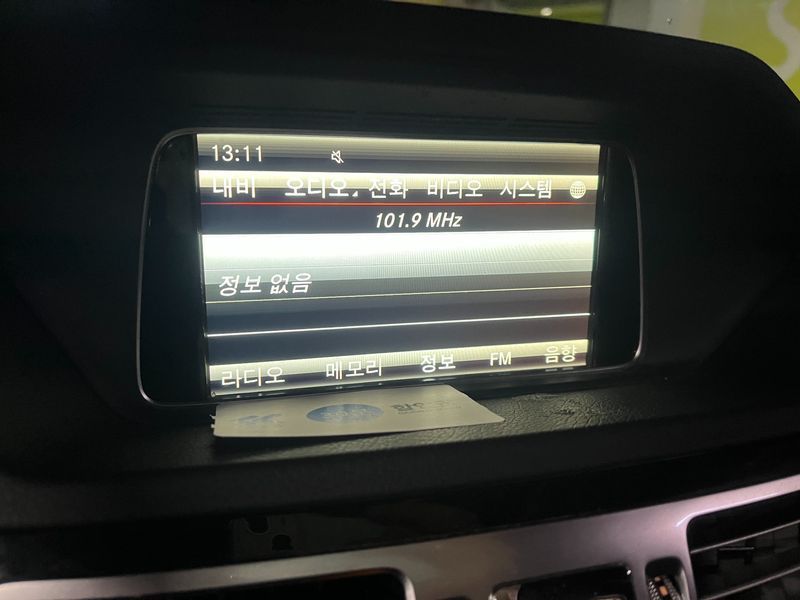 13:11
내비 오디오 전화 비디오 시스템
101.9 MHz
정보 없음
라디오 메모리 정보 FM 음향